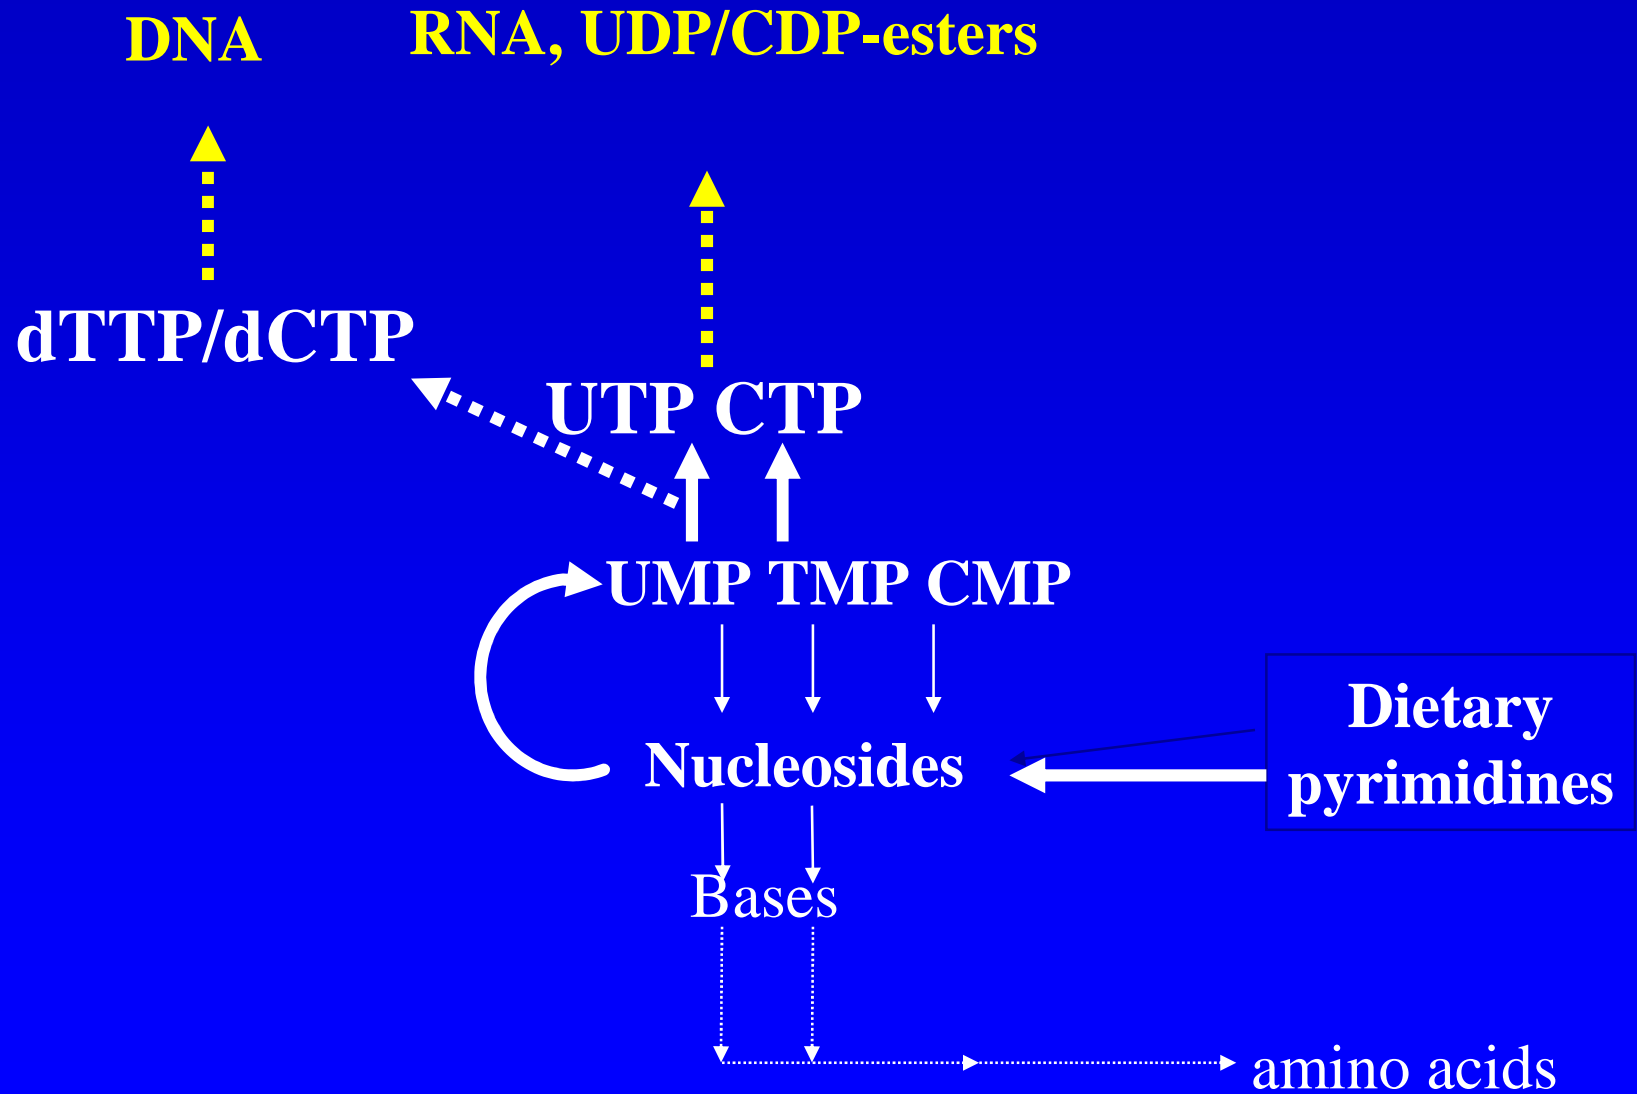 DNA
RNA, UDP/CDP-esters
dTTP/dCTP
UTP CTP
UMP TMP CMP
Dietary
pyrimidines
Nucleosides
Bases
amino acids